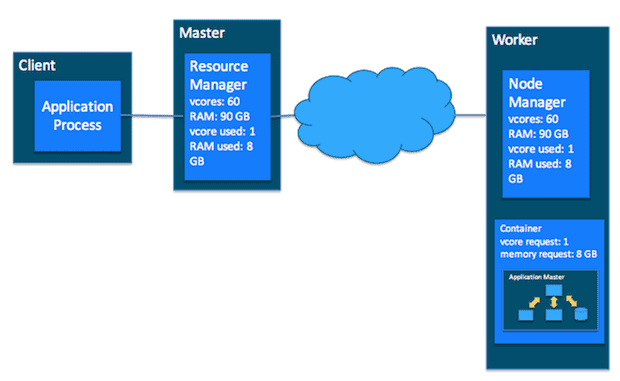 Client
Application
Process
Master
Resource
Manager
vcores: 60
RAM: 90 GB
vcore used: 1
RAM used: 8
GB
Worker
Node
Manager
vcores: 60
RAM: 90 GB
vcore used: 1
RAM used: 8
GB
Container
vcore request: 1
memory request: 8 GB
Application Master